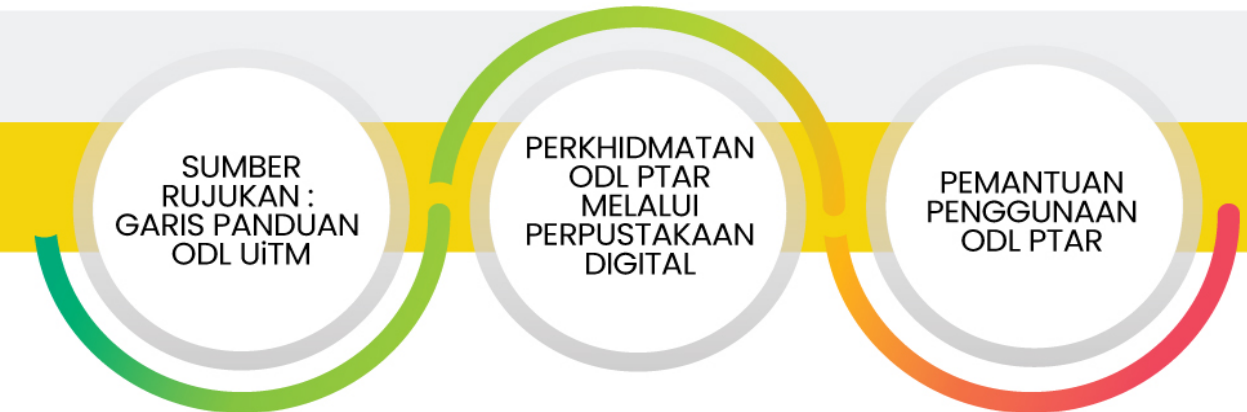 SUMBER
RUJUKAN :
GARIS PANDUAN
ODL UiTM
PERKHIDMATAN
ODL PTAR
MELALUI
PERPUSTAKAAN
DIGITAL
PEMANTUAN
PENGGUNAAN
ODL PTAR